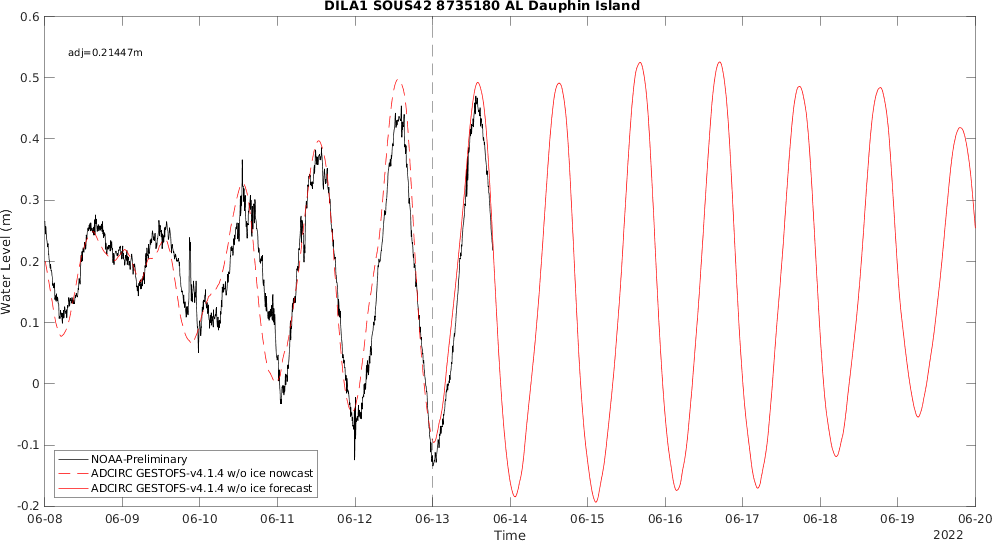 DILA1 SOUS42 8735180 AL Dauphin Island
adj=0.21447m
Water Level (m)
0.6
0.5
0.4
0.3
0.2
0.1
0
-0.1
-0.2
NOAA-Preliminary
ADCIRC GESTOFS-v4.1.4 w/o ice nowcast
ADCIRC GESTOFS-v4.1.4 w/o ice forecast
06-08 06-09 06-10 06-11 06-12 06-13 06-14 06-15 06-16 06-17 06-18 06-19 06-20
Time
2022